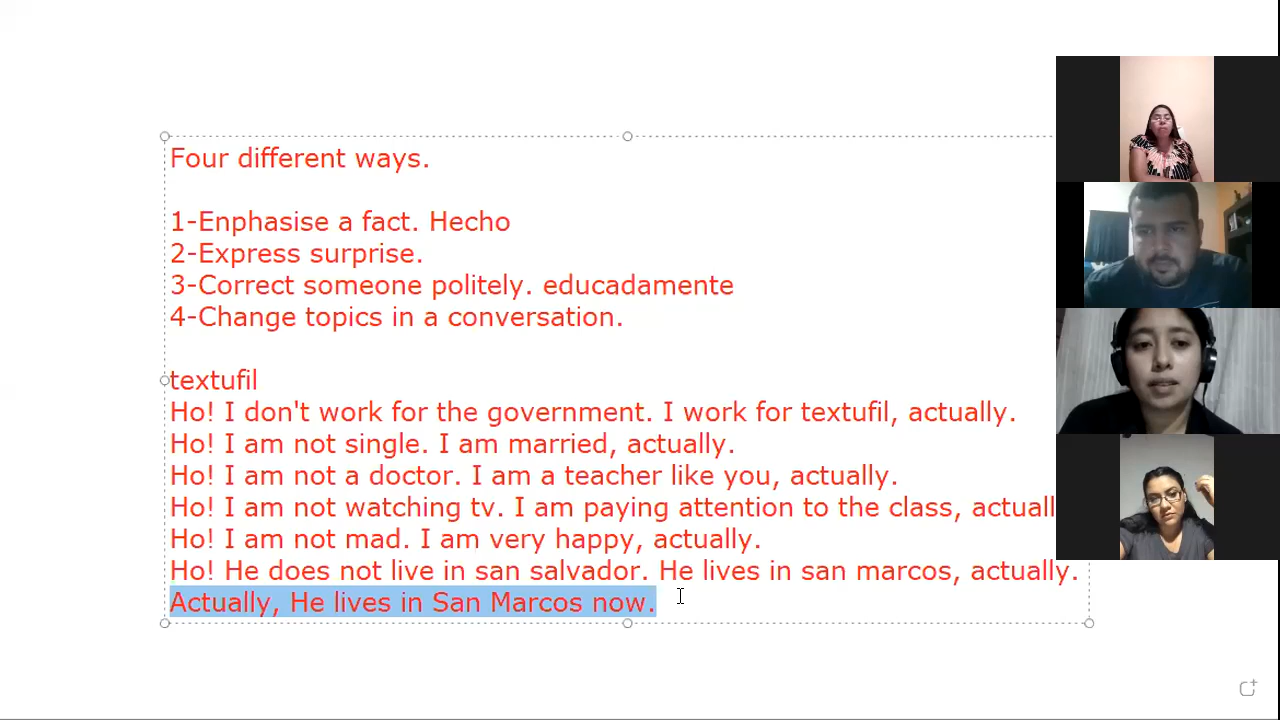 Four different ways.
1-Enphasise a fact. Hecho
2-Express surprise.
3-Correct someone politely. educadamente
4-Change topics in a conversation.
textufil
Ho! I don't work for the government. I work for textufil, actually.
Ho! I am not single. I am married, actually.
Ho! I am not a doctor. I am a teacher like you, actually.
Ho! I am not watching tv. I am paying attention to the class, actuall
Ho! I am not mad. I am very happy, actually.
Ho! He does not live in san salvador. He lives in san marcos, actually.
Actually, He lives in San Marcos now.